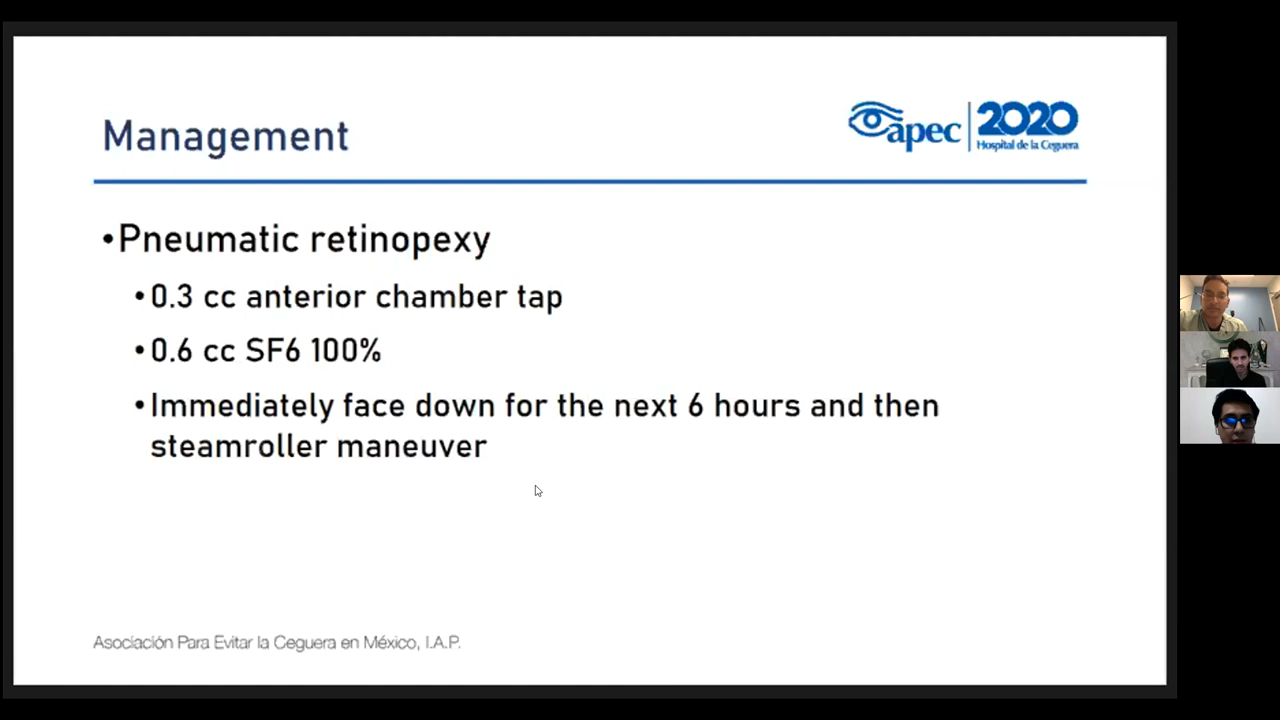 Management
apec 2020
Hospital de la Ceguera
•Pneumatic retinopexy
•0.3 cc anterior chamber tap
•0.6 cc SF6 100%
•Immediately face down for the next 6 hours and then
steamroller maneuver
Asociación Para Evitar la Ceguera en México, I.A.P.